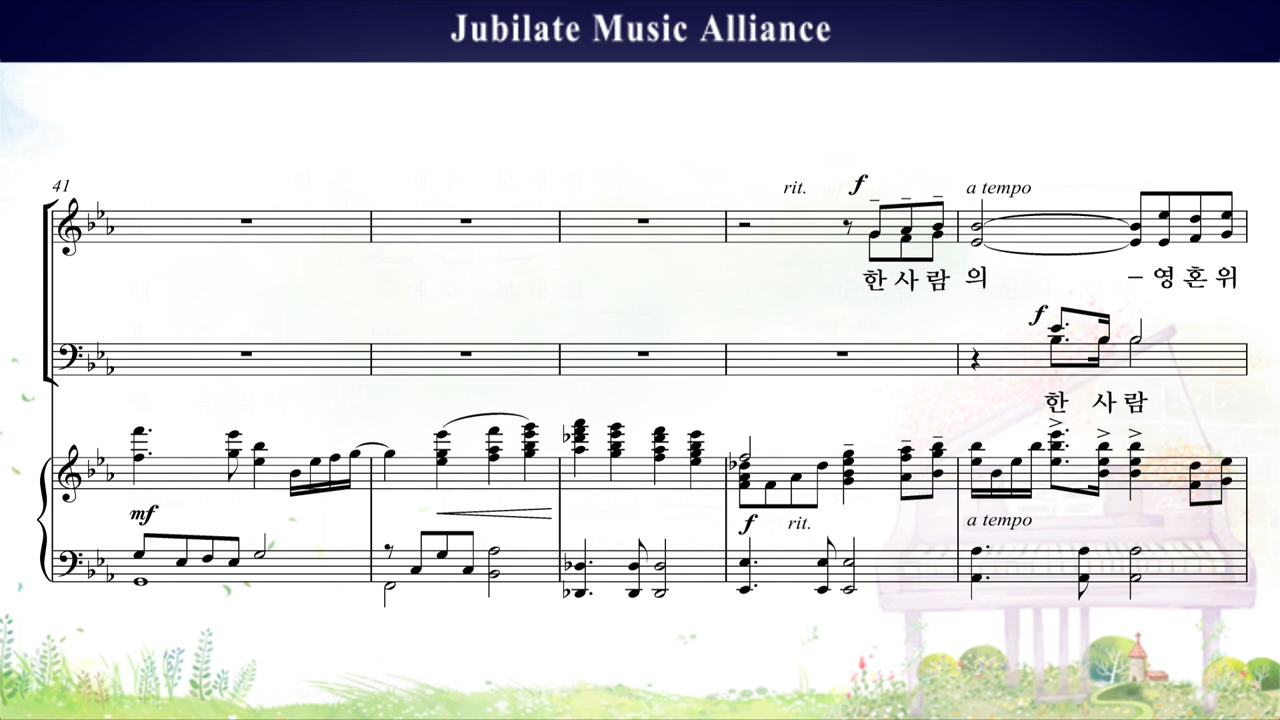 Jubilate Music Alliance
41
rit. f a tempo
한 사 람 의 – 영 혼 위
f
한 사 람
mf
f rit. a tempo